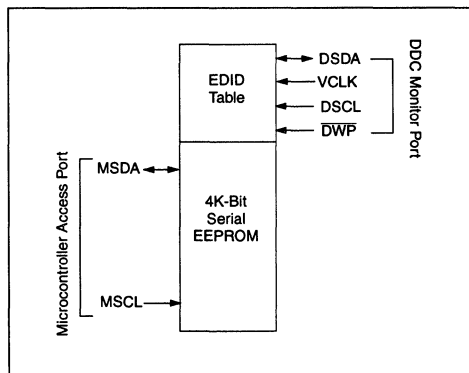 EDID
Table
DSDA
VCLK
DSCL
DWP
DDC Monitor Port
MSDA
4K-Bit
Serial
EEPROM
MSCL
Microcontroller Access Port